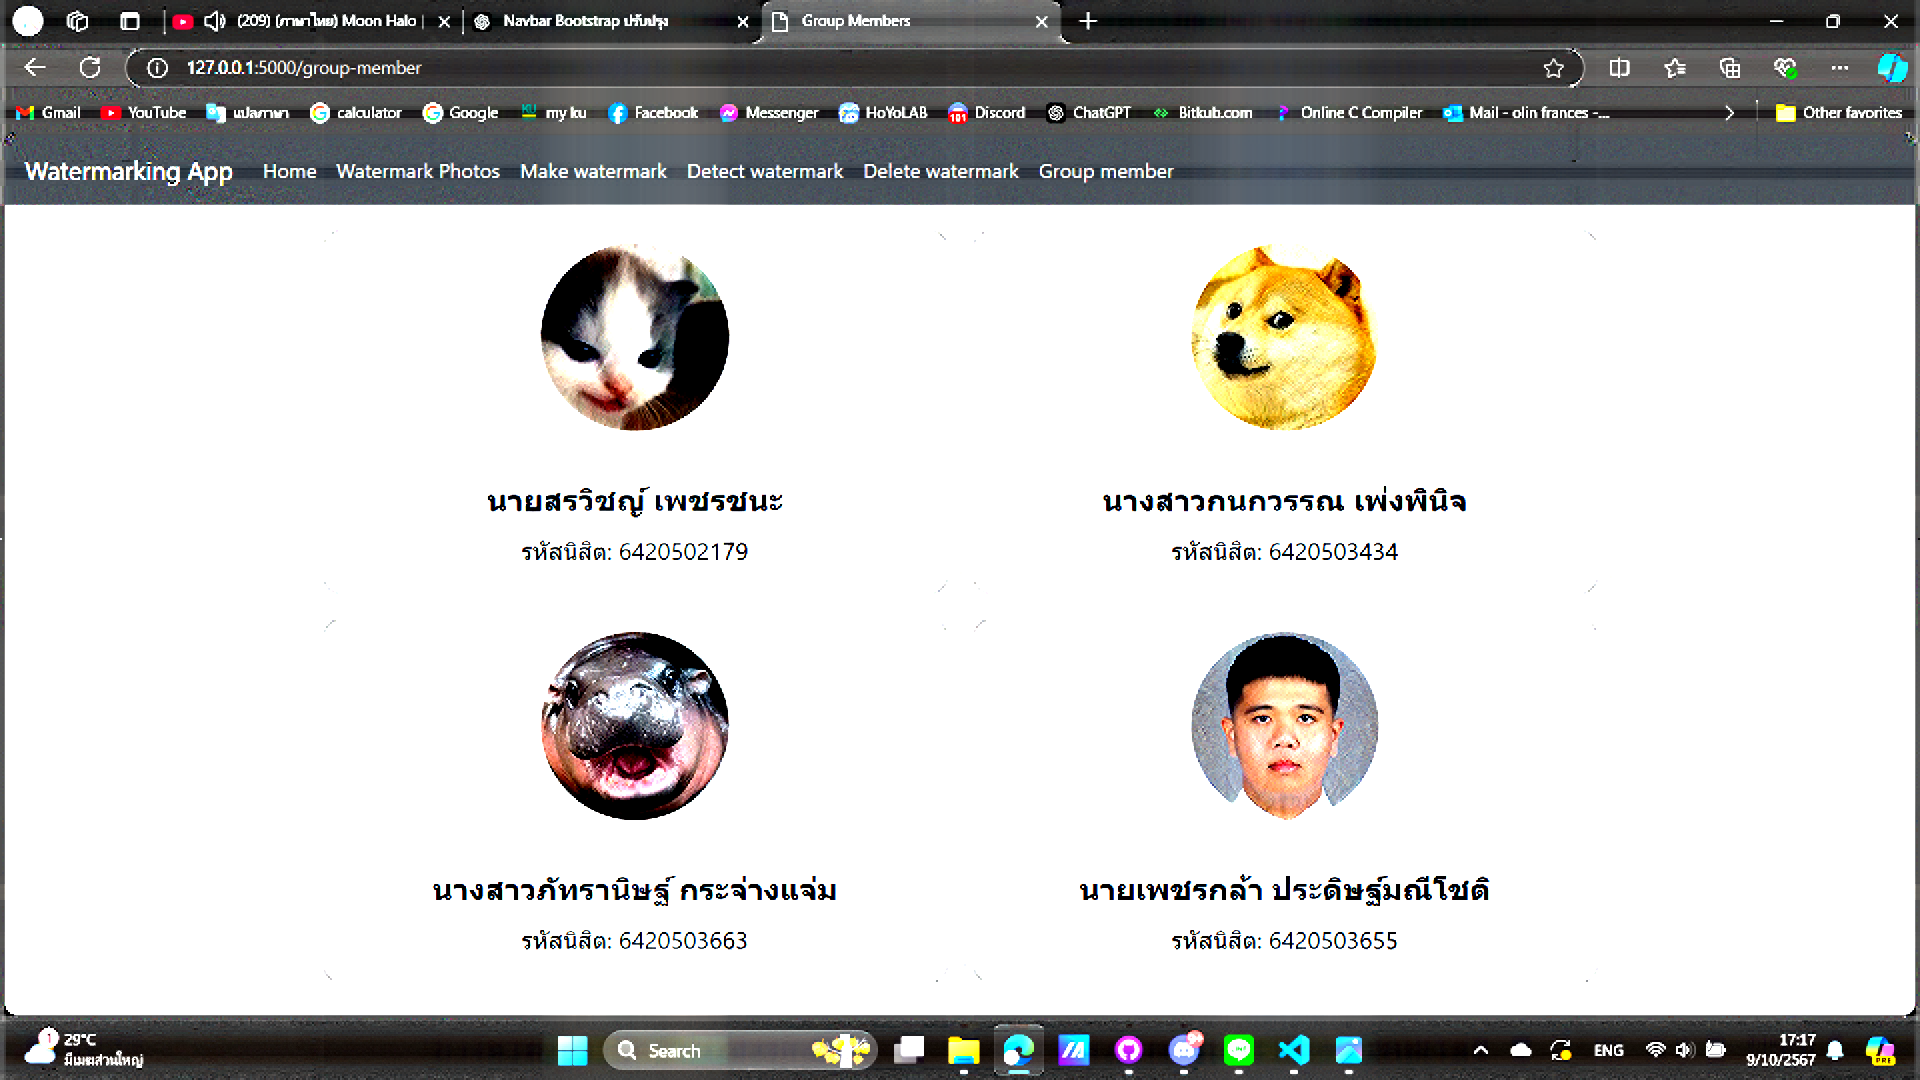 (209) (ภาษาไทย) Moon Halo |
Navbar Bootstrap ปรับปรุง
Group Members
127.0.0.1:5000/group-member
Gmail
YouTube
แปลภาษา
calculator
Google
my ku
Facebook
Messenger
HoYoLAB
Discord
ChatGPT
Bitkub.com
Online C Compiler
Mail - olin frances -...
Other favorites
Watermarking App
Home
Watermark Photos
Make watermark
Detect watermark
Delete watermark
Group member
นายสรวิชญ์ เพชรชนะ
รหัสนิสิต: 6420502179
นางสาวกนกวรรณ เพ่งพินิจ
รหัสนิสิต: 6420503434
นางสาวภัทรานิษฐ์ กระจ่างแจ่ม
รหัสนิสิต: 6420503663
นายเพชรกล้า ประดิษฐ์มณีโชติ
รหัสนิสิต: 6420503655
29°C
มีเมฆส่วนใหญ่
Search
ENG
17:17
9/10/2567